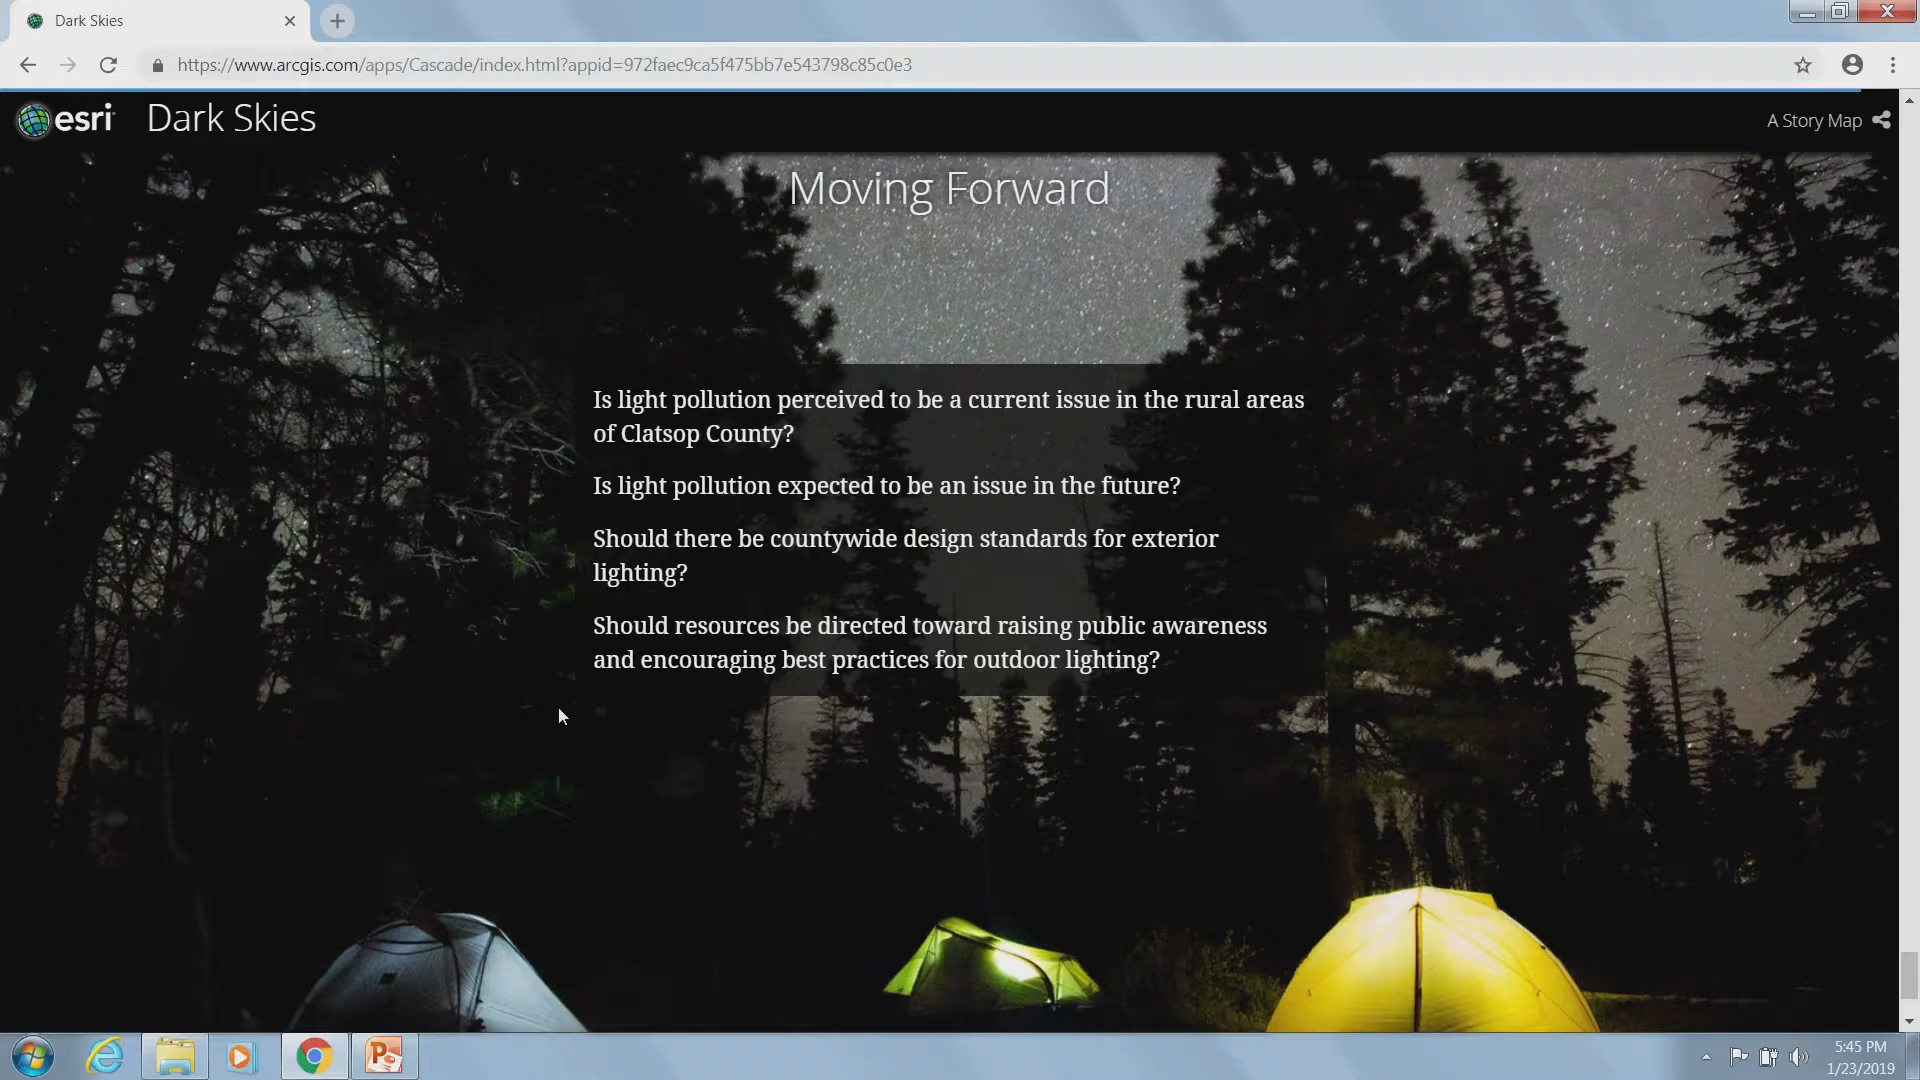 Dark Skies
https://www.arcgis.com/apps/Cascade/index.html?appid=972faec9ca5f475bb7e543798c85c0e3
esri
Dark Skies
A Story Map
Moving Forward
Is light pollution perceived to be a current issue in the rural areas
of Clatsop County?
Is light pollution expected to be an issue in the future?
Should there be countywide design standards for exterior
lighting?
Should resources be directed toward raising public awareness
and encouraging best practices for outdoor lighting?
5:45 PM
1/23/2019